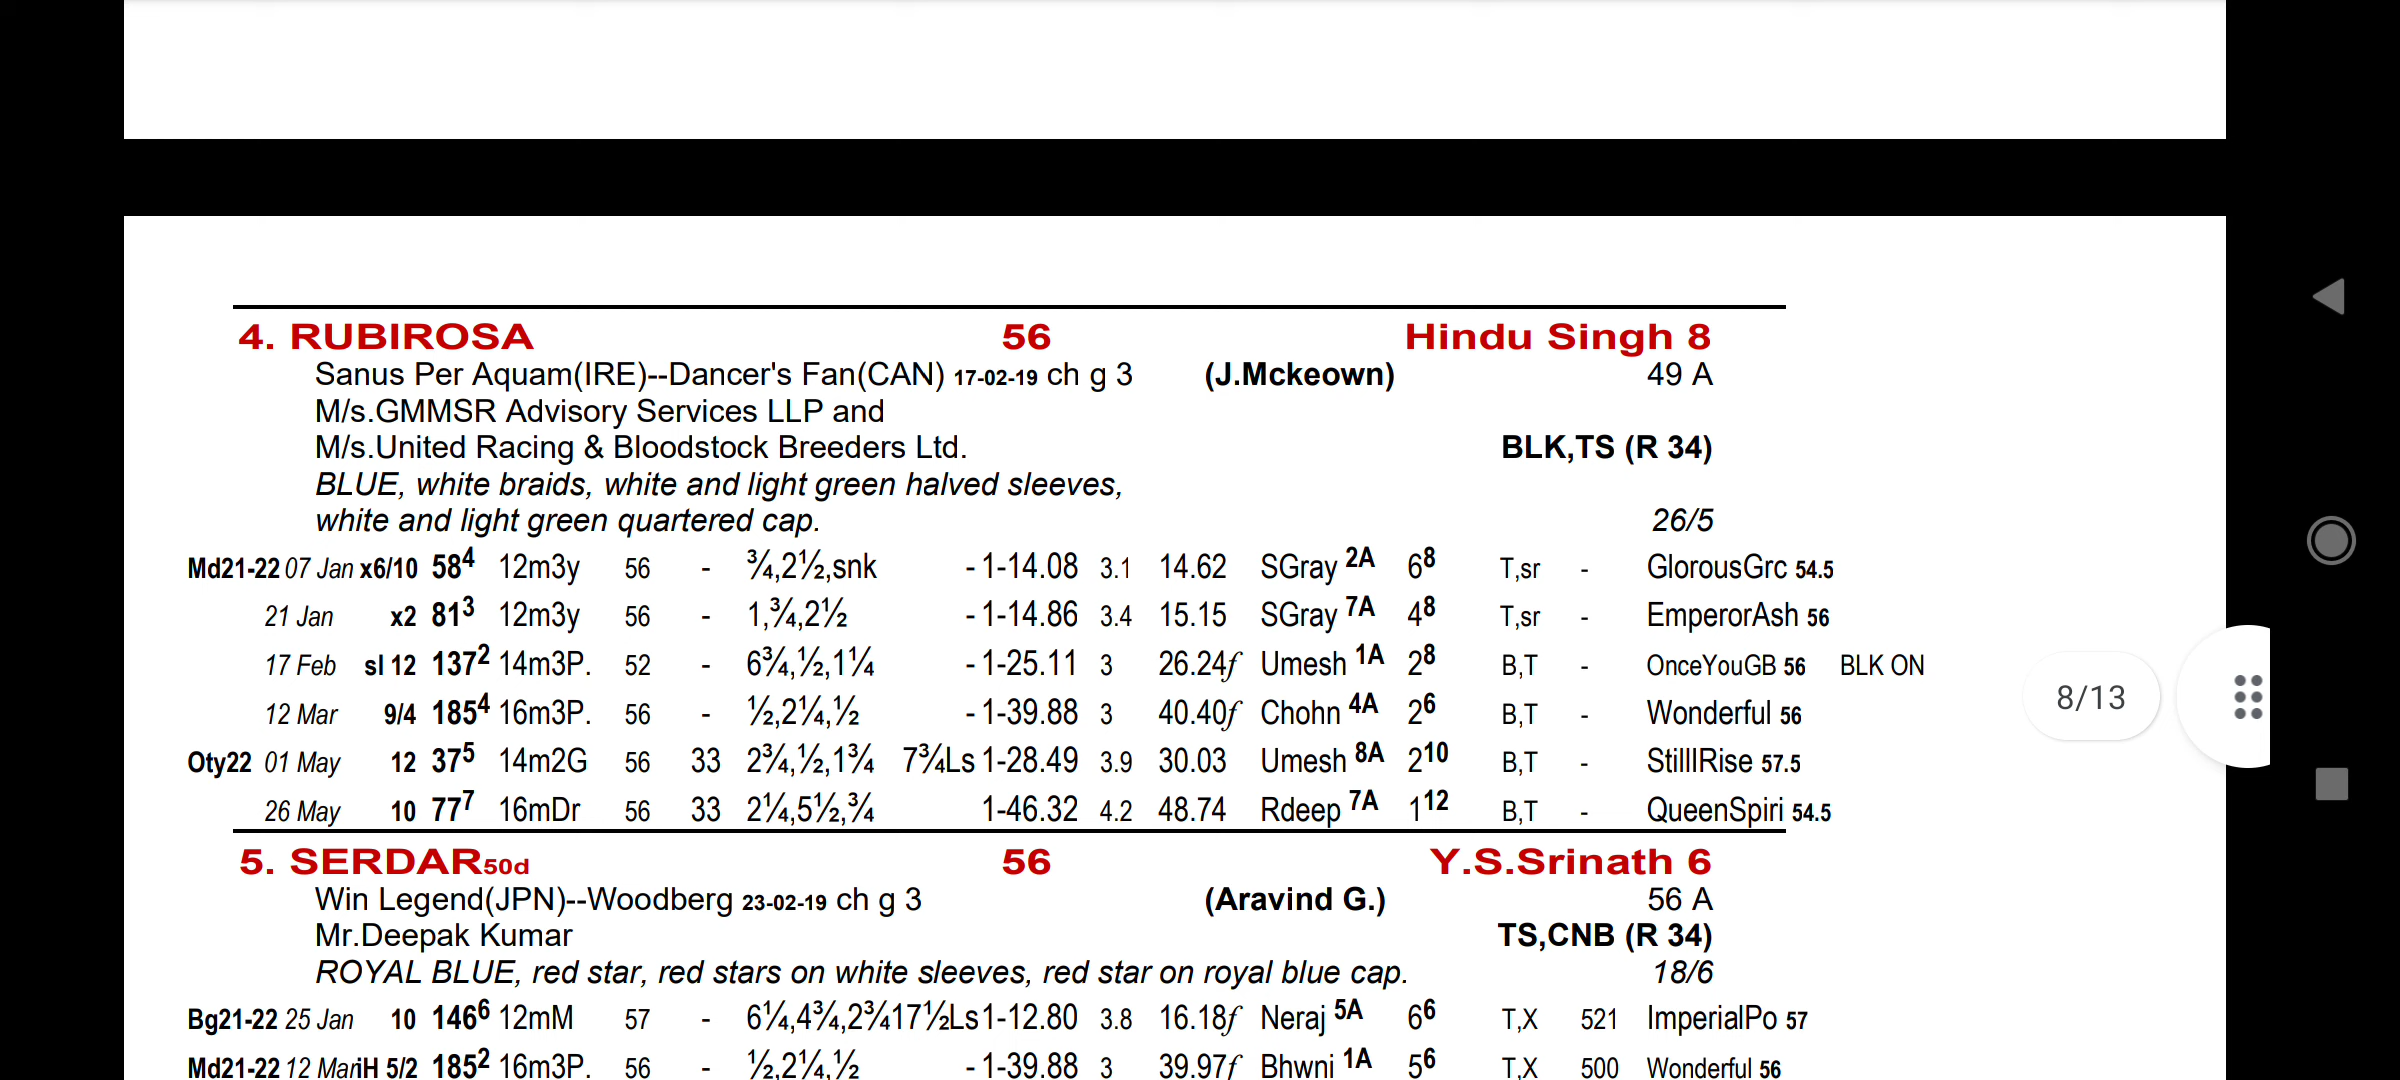 4. RUBIROSA 56 Hindu Singh 8
Sanus Per Aquam(IRE)--Dancer's Fan(CAN) 17-02-19 ch g 3 (J.Mckeown) 49 A
M/s.GMMSR Advisory Services LLP and
M/s.United Racing & Bloodstock Breeders Ltd. BLK,TS (R 34)
BLUE, white braids, white and light green halved sleeves,
white and light green quartered cap. 26/5
Md21-22 07 Jan x6/10 58⁴ 12m3y 56 - ¾,2½,snk - 1-14.08 3.1 14.62 SGray 2A 6⁸ T,sr - GlorousGrc 54.5
21 Jan x2 81³ 12m3y 56 - 1,¾,2½ - 1-14.86 3.4 15.15 SGray 7A 4⁸ T,sr - EmperorAsh 56
17 Feb sl 12 137² 14m3P. 52 - 6¾,½,1¼ - 1-25.11 3 26.24f Umesh 1A 2⁸ B,T - OnceYouGB 56 BLK ON
12 Mar 9/4 185⁴ 16m3P. 56 - ½,2¼,½ - 1-39.88 3 40.40f Chohn 4A 2⁶ B,T - Wonderful 56
Oty22 01 May 12 37⁵ 14m2G 56 33 2¾,½,1¾ 7¾Ls 1-28.49 3.9 30.03 Umesh 8A 2¹⁰ B,T - StilllRise 57.5
26 May 10 77⁷ 16mDr 56 33 2¼,5½,¾ 1-46.32 4.2 48.74 Rdeep 7A 1¹² B,T - QueenSpiri 54.5
5. SERDAR50d 56 Y.S.Srinath 6
Win Legend(JPN)--Woodberg 23-02-19 ch g 3 (Aravind G.) 56 A
Mr.Deepak Kumar TS,CNB (R 34)
ROYAL BLUE, red star, red stars on white sleeves, red star on royal blue cap. 18/6
Bg21-22 25 Jan 10 146⁶ 12mM 57 - 6¼,4¾,2¾17½Ls 1-12.80 3.8 16.18f Neraj 5A 6⁶ T,X 521 ImperialPo 57
Md21-22 12 MariH 5/2 185² 16m3P. 56 - ½,2¼,½ - 1-39.88 3 39.97f Bhwni 1A 5⁶ T,X 500 Wonderful 56
8/13